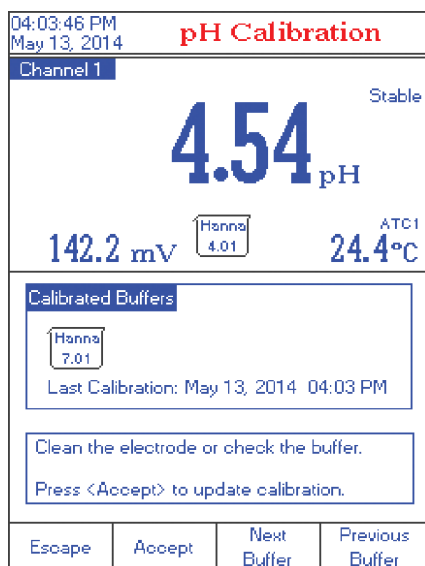 04:03:46 PM
May 13, 2014
pH Calibration
Channel 1
Stable
4.54 pH
142.2 mV
Hanna
4.01
ATC1
24.4°C
Calibrated Buffers
Hanna
7.01
Last Calibration: May 13, 2014 04:03 PM
Clean the electrode or check the buffer.
Press <Accept> to update calibration.
Escape
Accept
Next
Buffer
Previous
Buffer